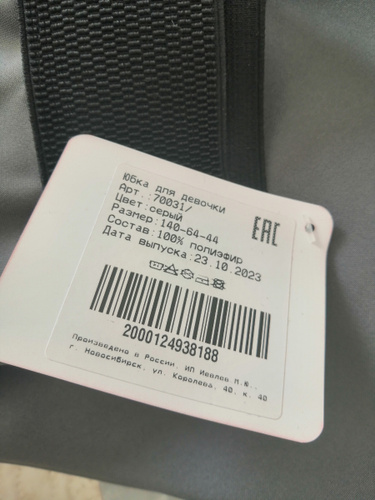 Юбка для девочки
Арт.:70031/
Цвет:серый
Размер:140-64-44
Состав:100% полиэфир
Дата выпуска:23.10.2023
EAC
2000124938188
Произведено в России, ИП Иевлев М.Ф.,
г. Новосибирск, ул. Королева, 40, к. 40